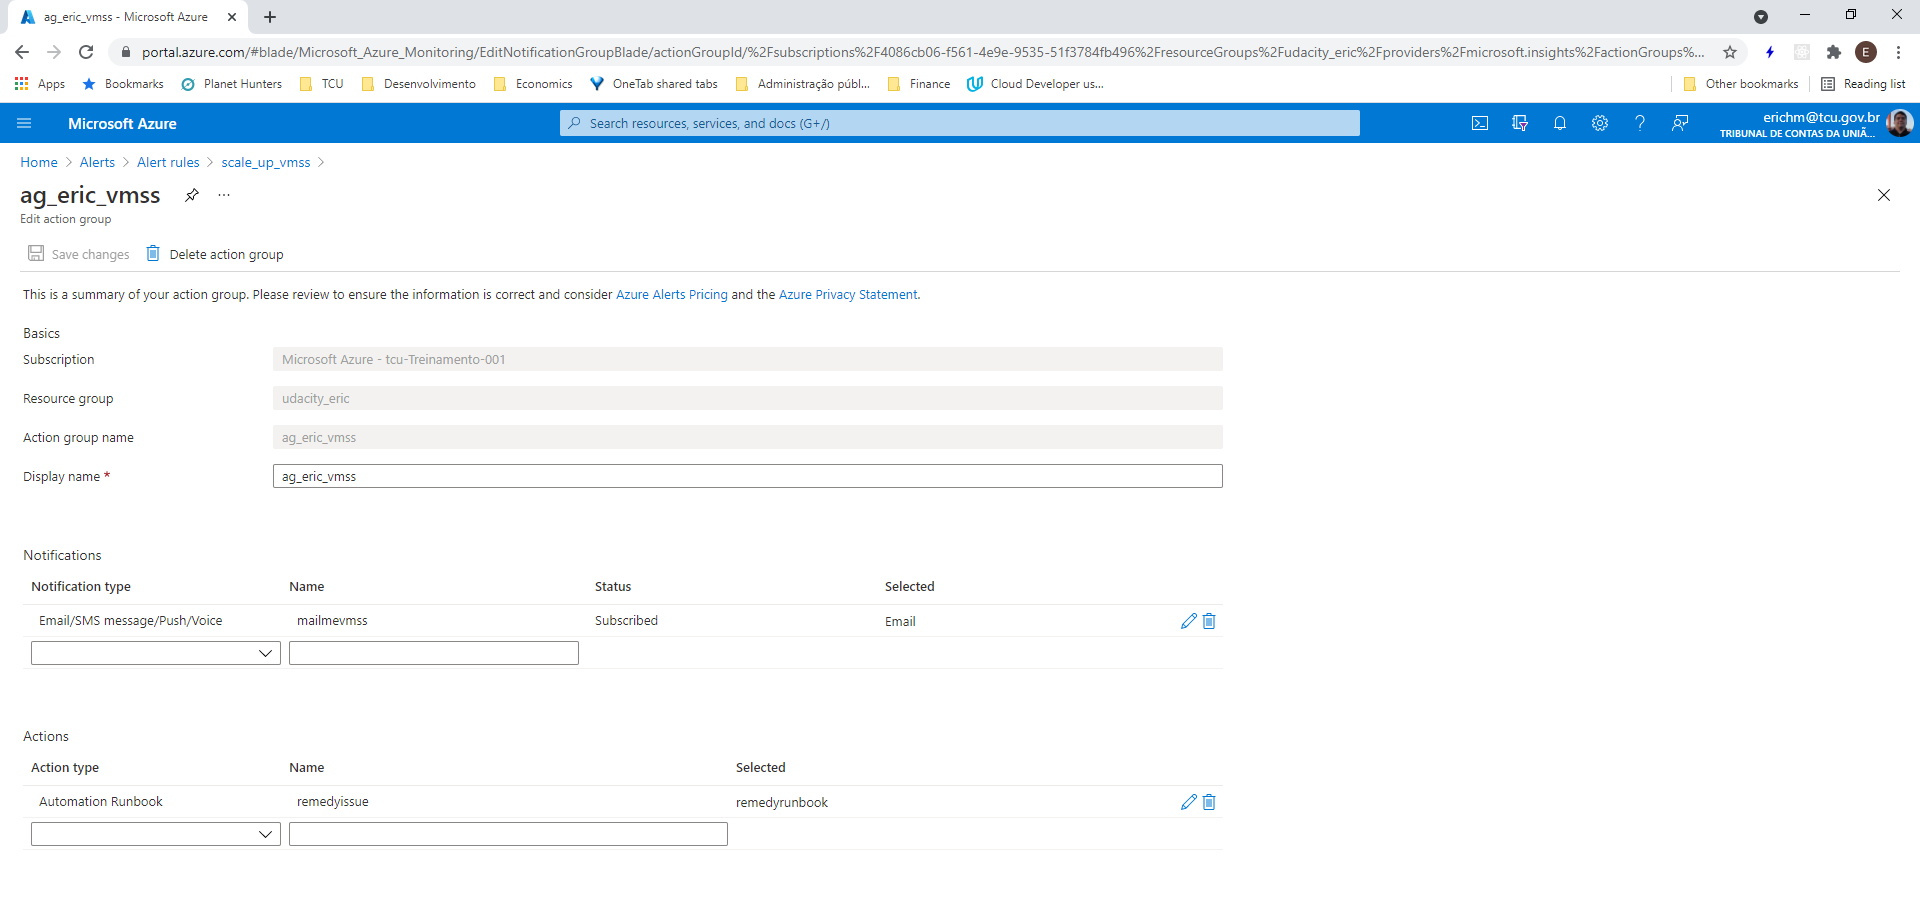 ag_eric_vmss - Microsoft Azure
portal.azure.com/#blade/Microsoft_Azure_Monitoring/EditNotificationGroupBlade/actionGroupId/%2Fsubscriptions%2F4086cb06-f561-4e9e-9535-51f3784fb496%2FresourceGroups%2Fudacity_eric%2Fproviders%2Fmicrosoft.insights%2FactionGroups%...
E
Apps Bookmarks Planet Hunters TCU Desenvolvimento Economics OneTab shared tabs Administração públ... Finance Cloud Developer us... Other bookmarks Reading list
Microsoft Azure
Search resources, services, and docs (G+/)
erichm@tcu.gov.br
TRIBUNAL DE CONTAS DA UNIÃ...
Home > Alerts > Alert rules > scale_up_vmss >
ag_eric_vmss ...
Edit action group
Save changes Delete action group
This is a summary of your action group. Please review to ensure the information is correct and consider Azure Alerts Pricing and the Azure Privacy Statement.
Basics
Subscription Microsoft Azure - tcu-Treinamento-001
Resource group udacity_eric
Action group name ag_eric_vmss
Display name * ag_eric_vmss
Notifications
Notification type Name Status Selected
Email/SMS message/Push/Voice mailmevmss Subscribed Email
Actions
Action type Name Selected
Automation Runbook remedyissue remedyrunbook